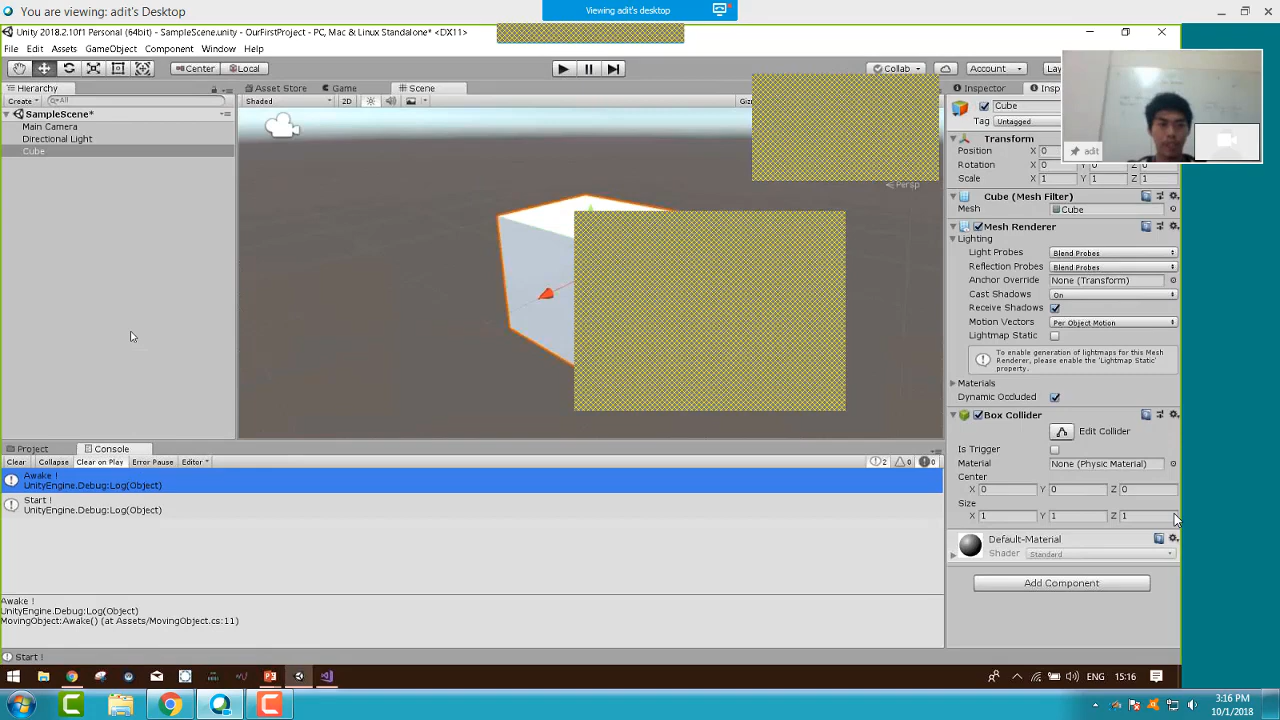 You are viewing: adit's Desktop
Viewing adit's desktop
Unity 2018.2.10f1 Personal (64bit) - SampleScene.unity - OurFirstProject - PC, Mac & Linux Standalone* <DX11>
File Edit Assets GameObject Component Window Help
Center Local Collab Account
Hierarchy Asset Store Game Scene Inspector
Create All Shaded 2D
SampleScene*
Main Camera
Directional Light
Cube
Persp
adit
Cube
Tag Untagged
Transform
Position X 0
Rotation X 0 Y 0 Z 0
Scale X 1 Y 1 Z 1
Cube (Mesh Filter)
Mesh Cube
Mesh Renderer
Lighting
Light Probes Blend Probes
Reflection Probes Blend Probes
Anchor Override None (Transform)
Cast Shadows On
Receive Shadows
Motion Vectors Per Object Motion
Lightmap Static
To enable generation of lightmaps for this Mesh
Renderer, please enable the 'Lightmap Static'
property.
Materials
Dynamic Occluded
Box Collider
Edit Collider
Is Trigger
Material None (Physic Material)
Center
X 0 Y 0 Z 0
Size
X 1 Y 1 Z 1
Default-Material
Shader Standard
Add Component
Project Console
Clear Collapse Clear on Play Error Pause Editor 2 0 0
Awake !
UnityEngine.Debug:Log(Object)
Start !
UnityEngine.Debug:Log(Object)
Awake !
UnityEngine.Debug:Log(Object)
MovingObject:Awake() (at Assets/MovingObject.cs:11)
Start !
ENG 15:16
3:16 PM
10/1/2018